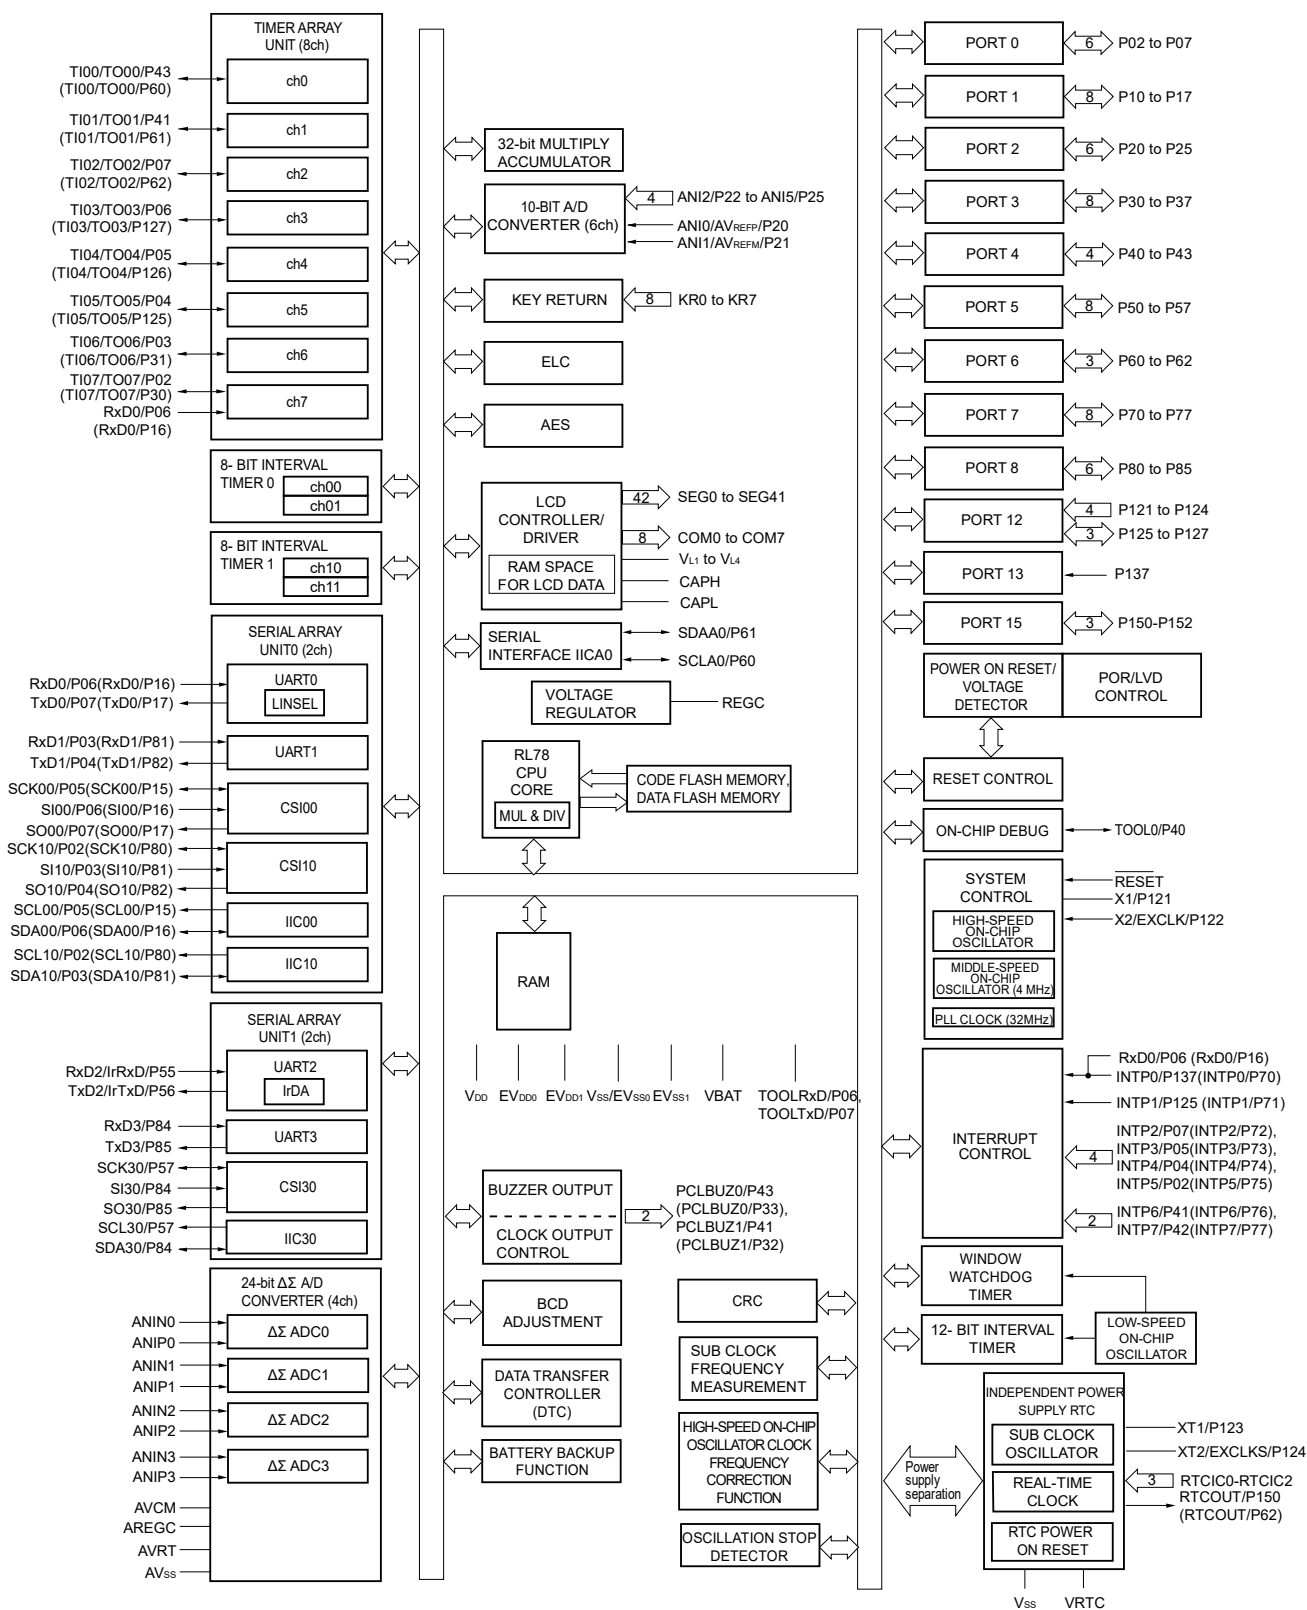 TIMER ARRAY
UNIT (8ch)
TI00/TO00/P43
(TI00/TO00/P60)
ch0
TI01/TO01/P41
(TI01/TO01/P61)
ch1
TI02/TO02/P07
(TI02/TO02/P62)
ch2
TI03/TO03/P06
(TI03/TO03/P127)
ch3
TI04/TO04/P05
(TI04/TO04/P126)
ch4
TI05/TO05/P04
(TI05/TO05/P125)
ch5
TI06/TO06/P03
(TI06/TO06/P31)
ch6
TI07/TO07/P02
(TI07/TO07/P30)
RxD0/P06
(RxD0/P16)
ch7
8- BIT INTERVAL
TIMER 0
ch00
ch01
8- BIT INTERVAL
TIMER 1
ch10
ch11
SERIAL ARRAY
UNIT0 (2ch)
RxD0/P06(RxD0/P16)
TxD0/P07(TxD0/P17)
UART0
LINSEL
RxD1/P03(RxD1/P81)
TxD1/P04(TxD1/P82)
UART1
SCK00/P05(SCK00/P15)
SI00/P06(SI00/P16)
SO00/P07(SO00/P17)
CSI00
SCK10/P02(SCK10/P80)
SI10/P03(SI10/P81)
SO10/P04(SO10/P82)
CSI10
SCL00/P05(SCL00/P15)
SDA00/P06(SDA00/P16)
IIC00
SCL10/P02(SCL10/P80)
SDA10/P03(SDA10/P81)
IIC10
SERIAL ARRAY
UNIT1 (2ch)
RxD2/IrRxD/P55
TxD2/IrTxD/P56
UART2
IrDA
RxD3/P84
TxD3/P85
UART3
SCK30/P57
SI30/P84
SO30/P85
CSI30
SCL30/P57
SDA30/P84
IIC30
24-bit ΔΣ A/D
CONVERTER (4ch)
ANIN0
ANIP0
ΔΣ ADC0
ANIN1
ANIP1
ΔΣ ADC1
ANIN2
ANIP2
ΔΣ ADC2
ANIN3
ANIP3
ΔΣ ADC3
AVCM
AREGC
AVRT
AVSS
32-bit MULTIPLY
ACCUMULATOR
10-BIT A/D
CONVERTER (6ch)
4
ANI2/P22 to ANI5/P25
ANI0/AVREFP/P20
ANI1/AVREFM/P21
KEY RETURN
8
KR0 to KR7
ELC
AES
LCD
CONTROLLER/
DRIVER
RAM SPACE
FOR LCD DATA
42
SEG0 to SEG41
8
COM0 to COM7
VL1 to VL4
CAPH
CAPL
SERIAL
INTERFACE IICA0
SDAA0/P61
SCLA0/P60
VOLTAGE
REGULATOR
REGC
RL78
CPU
CORE
MUL & DIV
CODE FLASH MEMORY,
DATA FLASH MEMORY
RAM
VDD
EVDD0
EVDD1
VSS/EVSS0
EVSS1
VBAT
TOOLRxD/P06,
TOOLTxD/P07
BUZZER OUTPUT
CLOCK OUTPUT
CONTROL
2
PCLBUZ0/P43
(PCLBUZ0/P33),
PCLBUZ1/P41
(PCLBUZ1/P32)
BCD
ADJUSTMENT
DATA TRANSFER
CONTROLLER
(DTC)
BATTERY BACKUP
FUNCTION
CRC
SUB CLOCK
FREQUENCY
MEASUREMENT
HIGH-SPEED ON-CHIP
OSCILLATOR CLOCK
FREQUENCY
CORRECTION
FUNCTION
OSCILLATION STOP
DETECTOR
PORT 0
6
P02 to P07
PORT 1
8
P10 to P17
PORT 2
6
P20 to P25
PORT 3
8
P30 to P37
PORT 4
4
P40 to P43
PORT 5
8
P50 to P57
PORT 6
3
P60 to P62
PORT 7
8
P70 to P77
PORT 8
6
P80 to P85
PORT 12
4
P121 to P124
3
P125 to P127
PORT 13
P137
PORT 15
3
P150-P152
POWER ON RESET/
VOLTAGE
DETECTOR
POR/LVD
CONTROL
RESET CONTROL
ON-CHIP DEBUG
TOOL0/P40
SYSTEM
CONTROL
RESET
X1/P121
X2/EXCLK/P122
HIGH-SPEED
ON-CHIP
OSCILLATOR
MIDDLE-SPEED
ON-CHIP
OSCILLATOR (4 MHz)
PLL CLOCK (32MHz)
INTERRUPT
CONTROL
RxD0/P06 (RxD0/P16)
INTP0/P137(INTP0/P70)
INTP1/P125 (INTP1/P71)
4
INTP2/P07(INTP2/P72),
INTP3/P05(INTP3/P73),
INTP4/P04(INTP4/P74),
INTP5/P02(INTP5/P75)
2
INTP6/P41(INTP6/P76),
INTP7/P42(INTP7/P77)
WINDOW
WATCHDOG
TIMER
12- BIT INTERVAL
TIMER
LOW-SPEED
ON-CHIP
OSCILLATOR
Power
supply
separation
INDEPENDENT POWER
SUPPLY RTC
SUB CLOCK
OSCILLATOR
REAL-TIME
CLOCK
RTC POWER
ON RESET
XT1/P123
XT2/EXCLKS/P124
3
RTCIC0-RTCIC2
RTCOUT/P150
(RTCOUT/P62)
VSS
VRTC